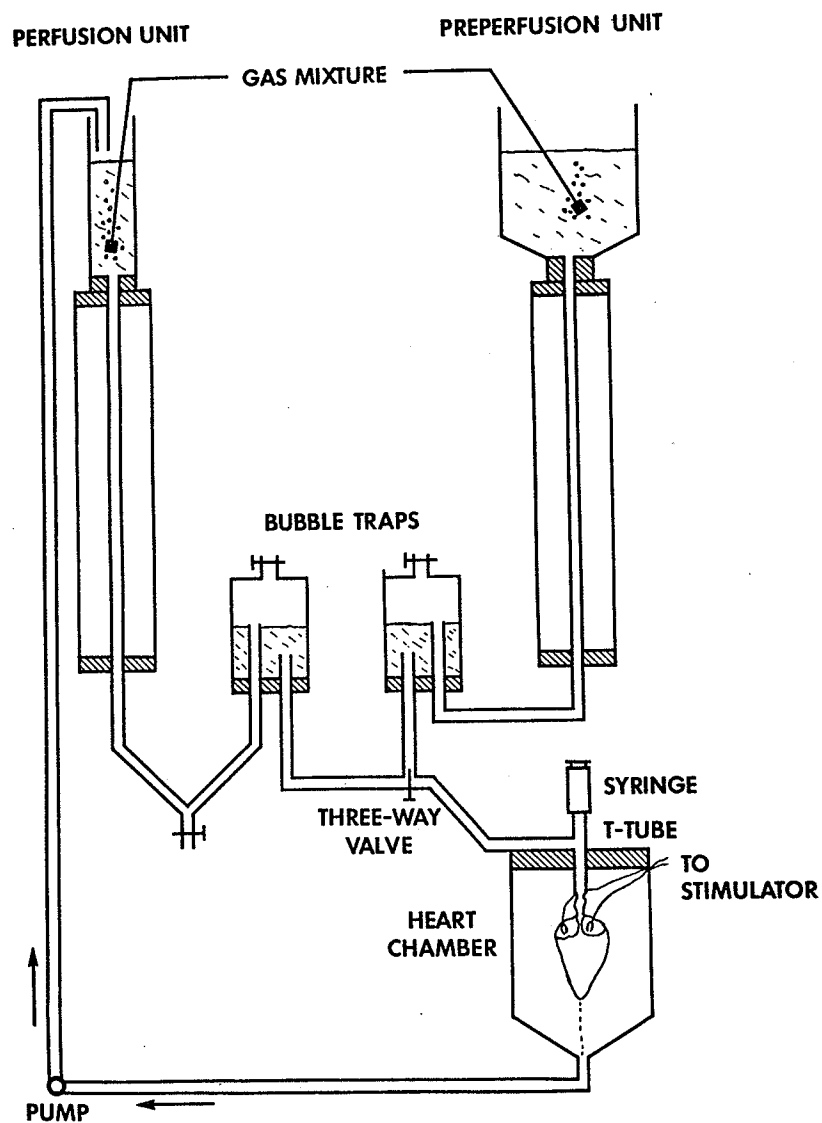 PERFUSION UNIT
PREPERFUSION UNIT
GAS MIXTURE
BUBBLE TRAPS
THREE-WAY
VALVE
SYRINGE
T-TUBE
TO
STIMULATOR
HEART
CHAMBER
PUMP